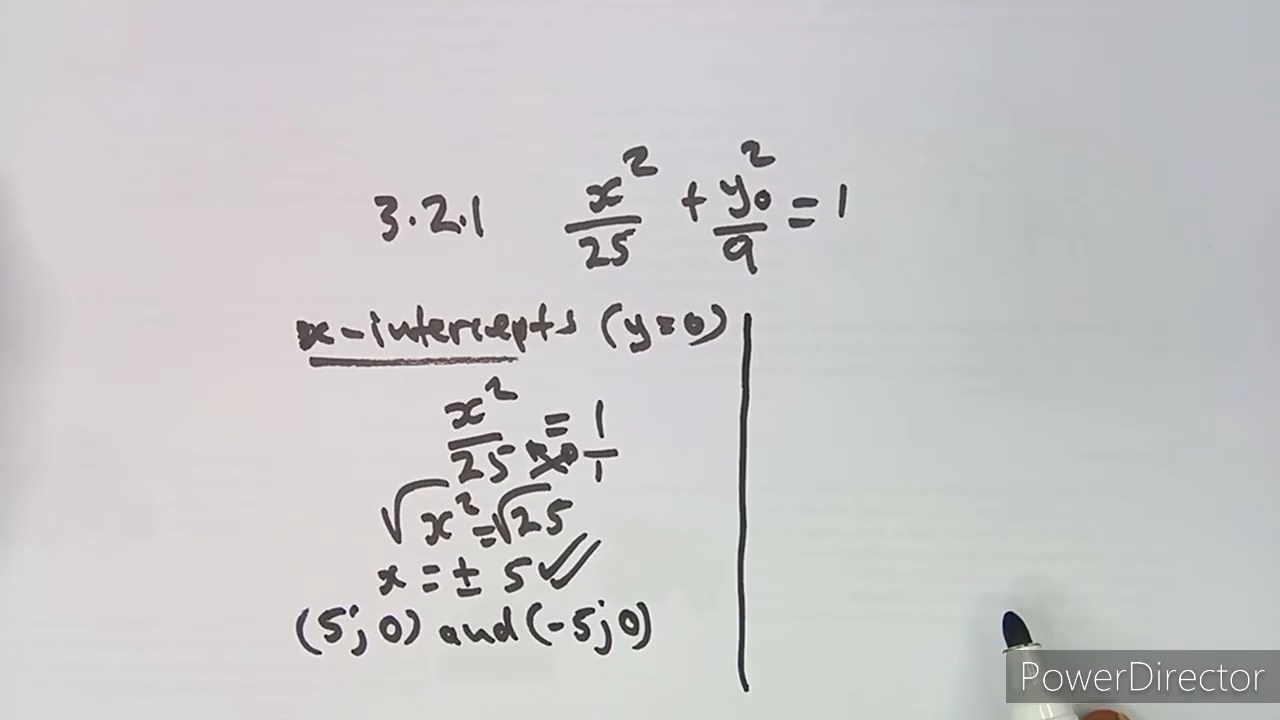 3.2.1 x²/25 + y²0/9 = 1
x-intercepts (y=0)
x²/25 = 1/1
√x² = √25
x = ± 5 ✓✓
(5;0) and (-5;0)
PowerDirector